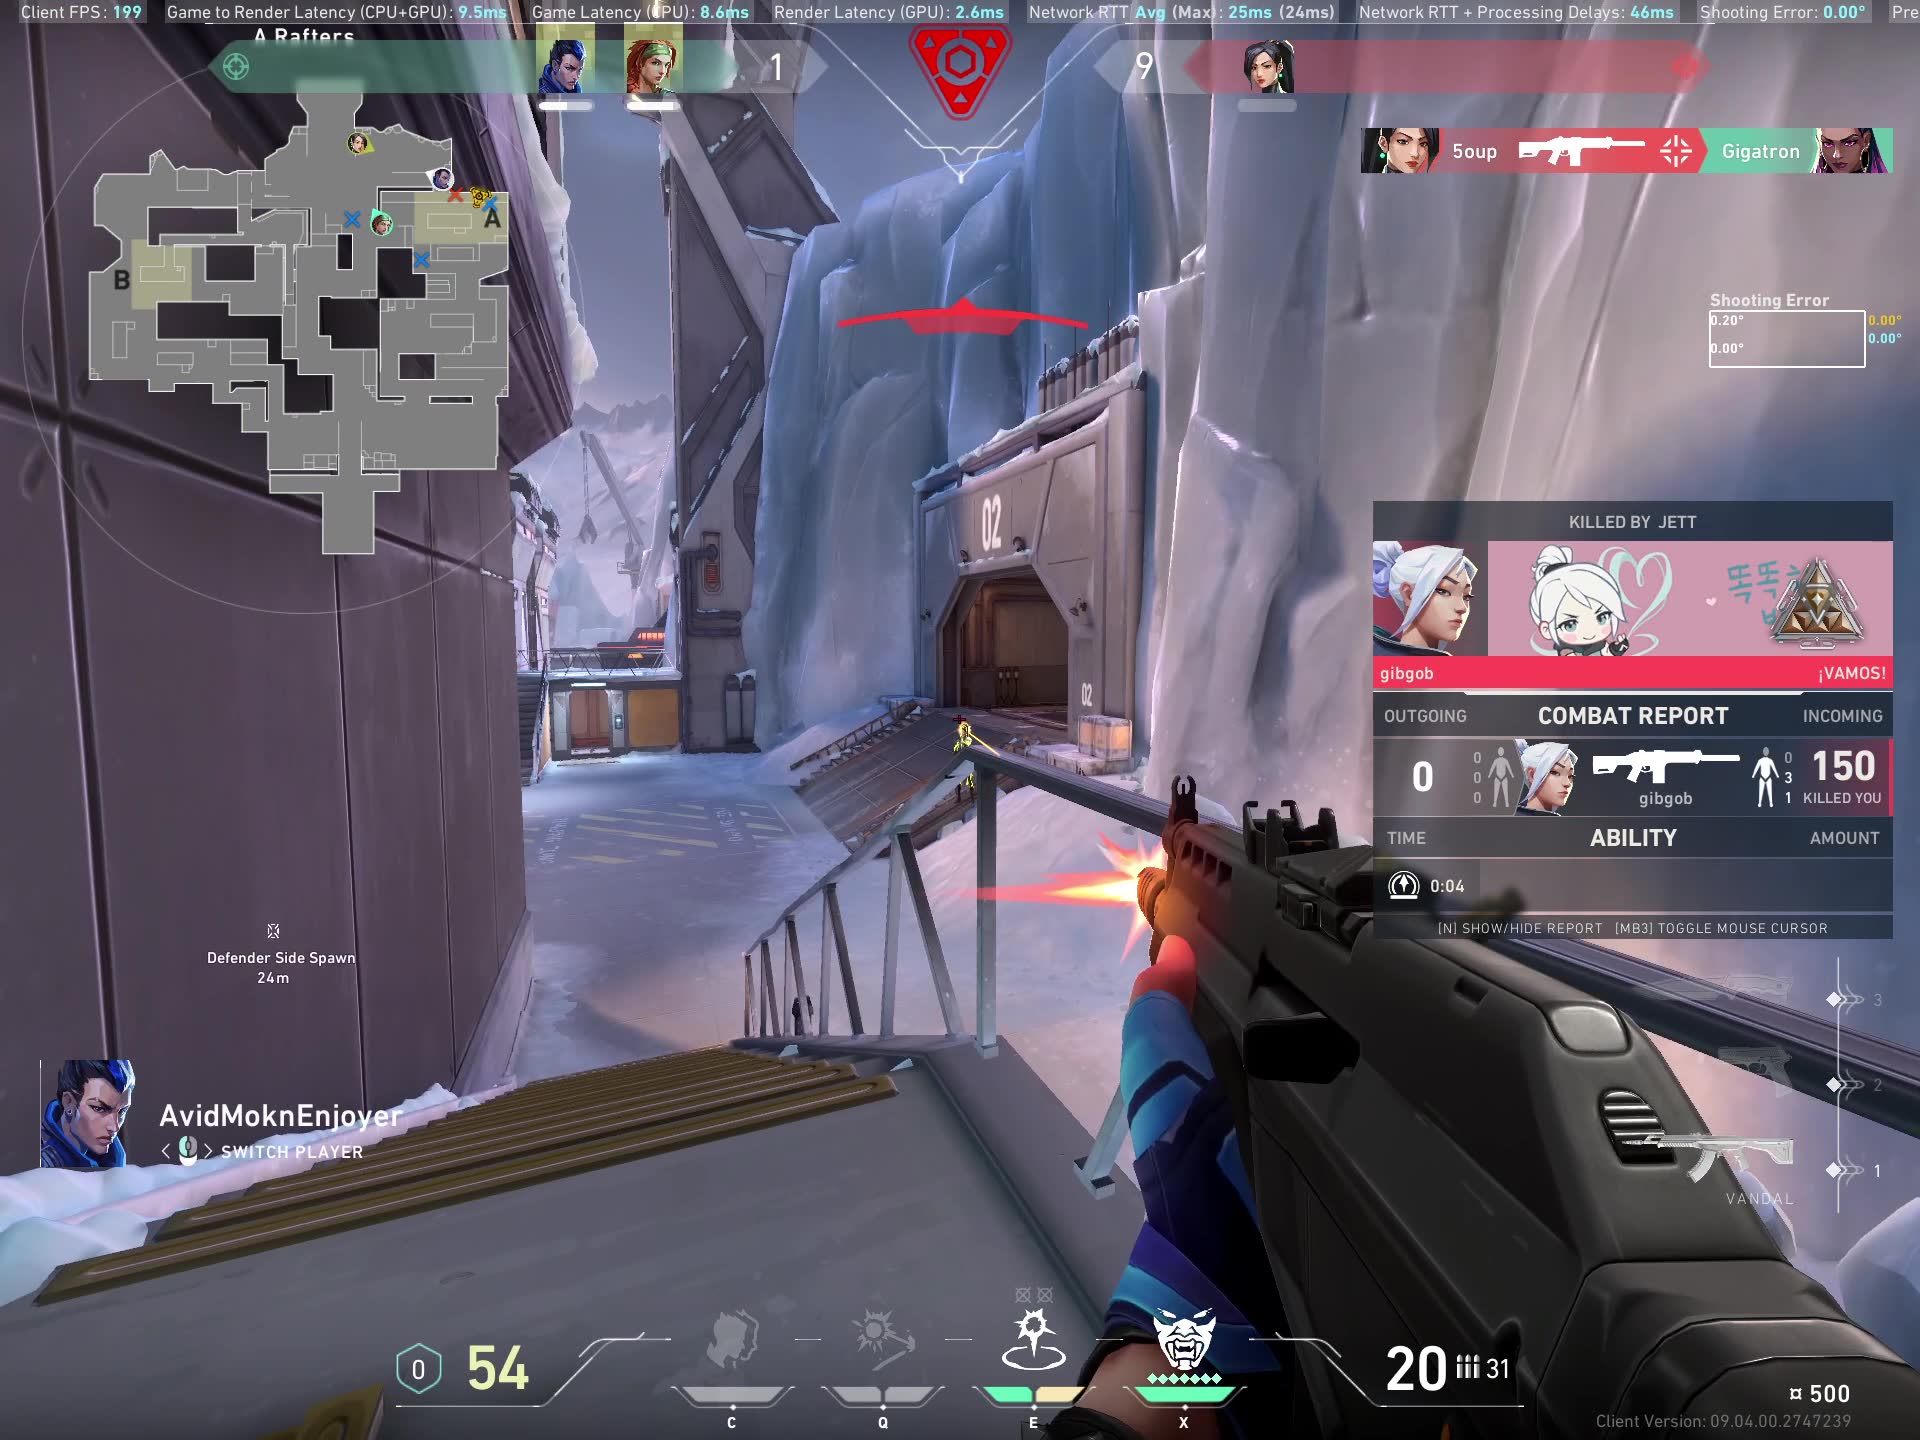 Client FPS: 199 Game to Render Latency (CPU+GPU): 9.5ms Game Latency (CPU): 8.6ms Render Latency (GPU): 2.6ms Network RTT Avg (Max): 25ms (24ms) Network RTT + Processing Delays: 46ms Shooting Error: 0.00° Pre
A Rafters
1
9
5oup Gigatron
A
B
Shooting Error
0.20° 0.00°
0.00°
0.00°
02
02
KILLED BY JETT
똑똑
gibgob ¡VAMOS!
OUTGOING COMBAT REPORT INCOMING
0 0 0 0 gibgob 0 3 1 150 KILLED YOU
TIME ABILITY AMOUNT
0:04
[N] SHOW/HIDE REPORT [MB3] TOGGLE MOUSE CURSOR
Defender Side Spawn
24m
AvidMoknEnjoyer
< > SWITCH PLAYER
3
2
1
VANDAL
0 54
C Q E X
20 31
¤ 500
Client Version: 09.04.00.2747239